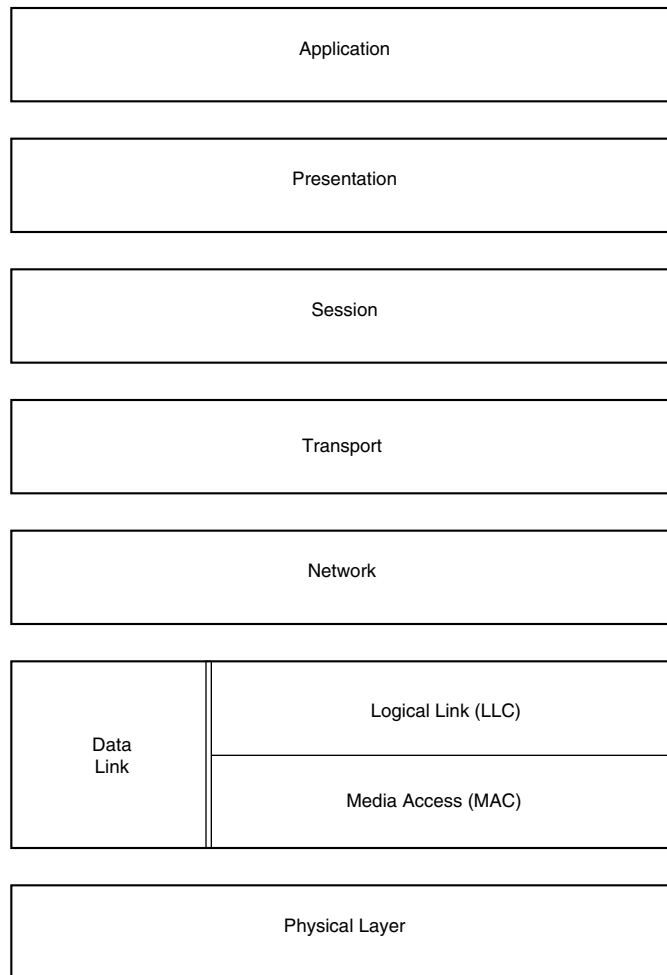 Application
Presentation
Session
Transport
Network
Data
Link
Logical Link (LLC)
Media Access (MAC)
Physical Layer